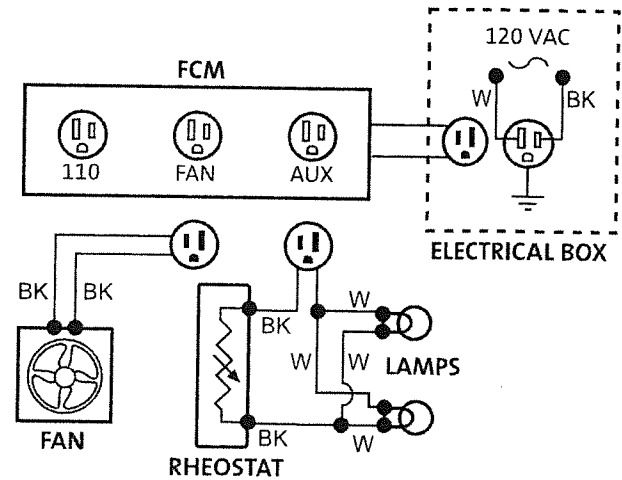 120 VAC
FCM
W
BK
110
FAN
AUX
ELECTRICAL BOX
BK
BK
BK
W
W
W
LAMPS
FAN
BK
W
RHEOSTAT